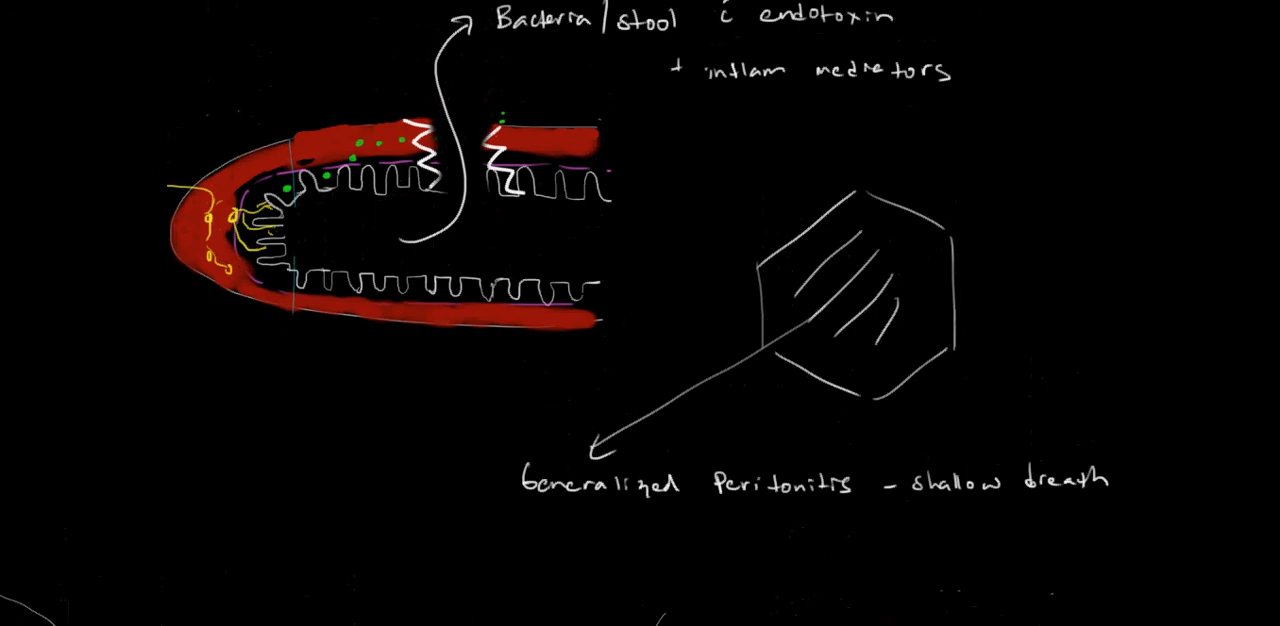 Bacteria / stool c̄ endotoxin
+ inflam mediators
Generalized Peritonitis - shallow breath